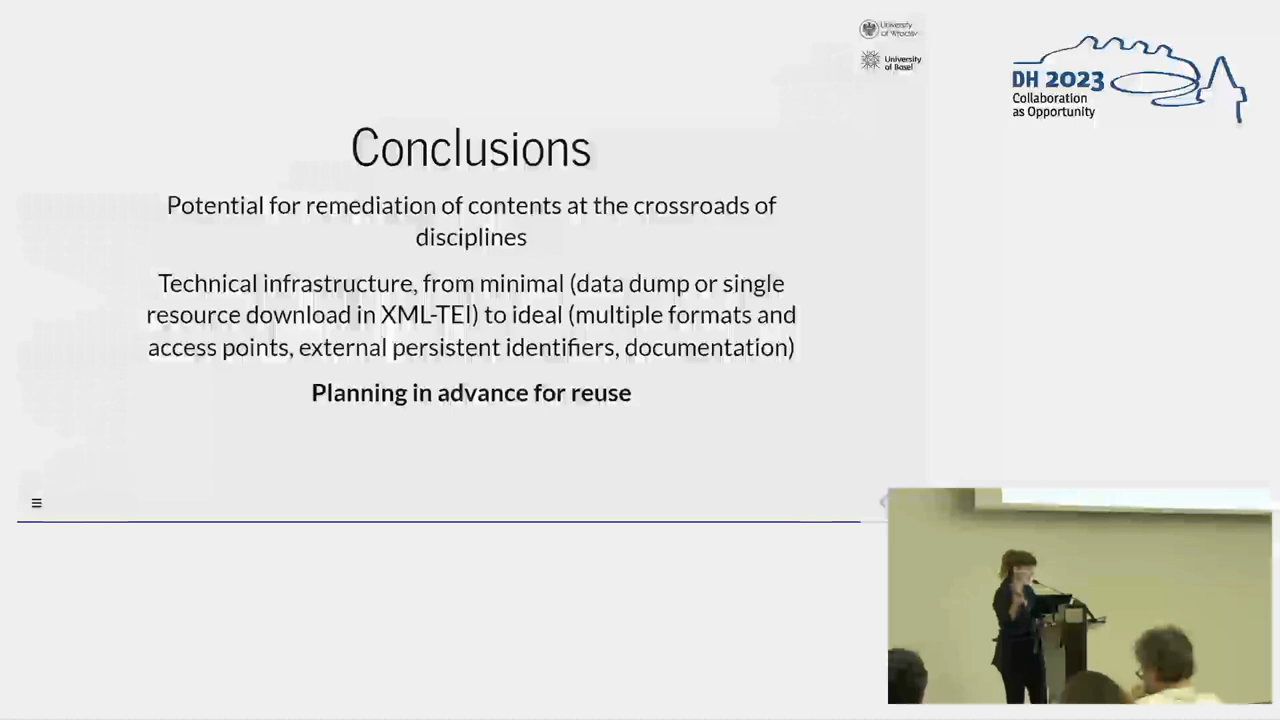 University
of Wrocław
University
of Basel
DH 2023
Collaboration
as Opportunity
Conclusions
Potential for remediation of contents at the crossroads of
disciplines
Technical infrastructure, from minimal (data dump or single
resource download in XML-TEI) to ideal (multiple formats and
access points, external persistent identifiers, documentation)
Planning in advance for reuse